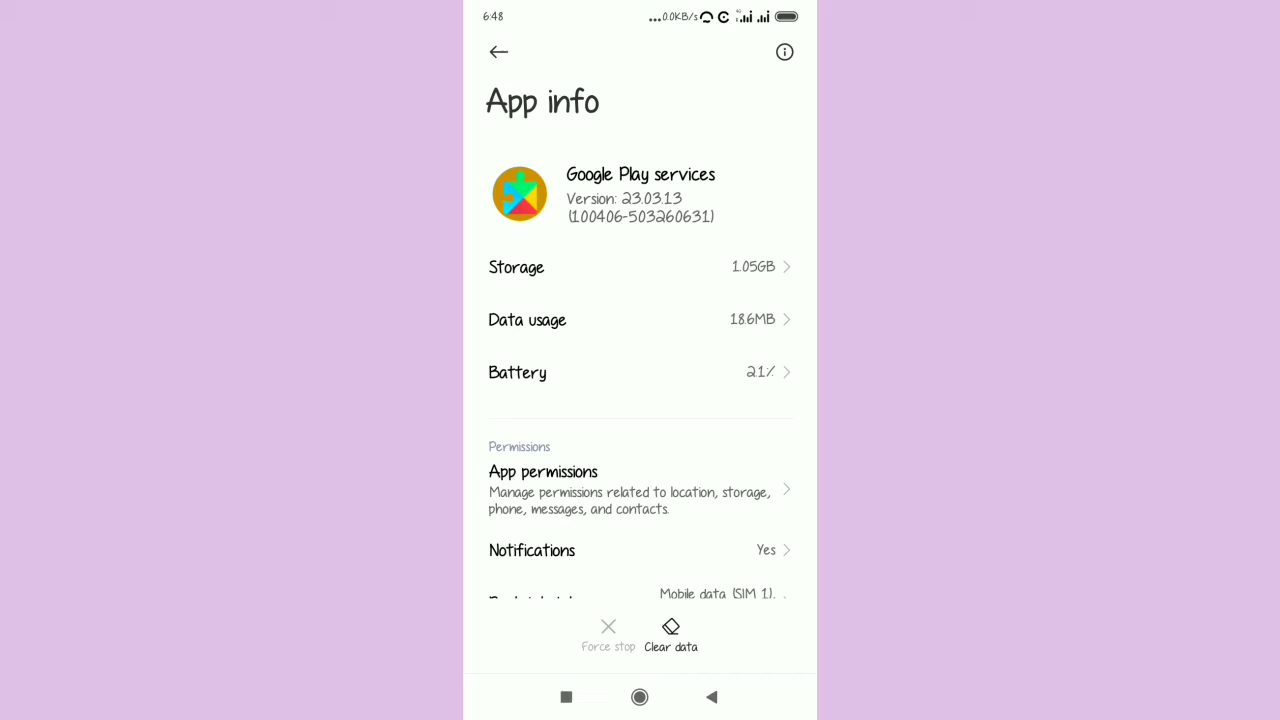 6:48
...0.0KB/s
App info
Google Play services
Version: 23.03.13
(100406-503260631)
Storage 1.05GB
Data usage 18.6MB
Battery 2.1%
Permissions
App permissions
Manage permissions related to location, storage,
phone, messages, and contacts.
Notifications Yes
Mobile data (SIM 1),
Force stop Clear data